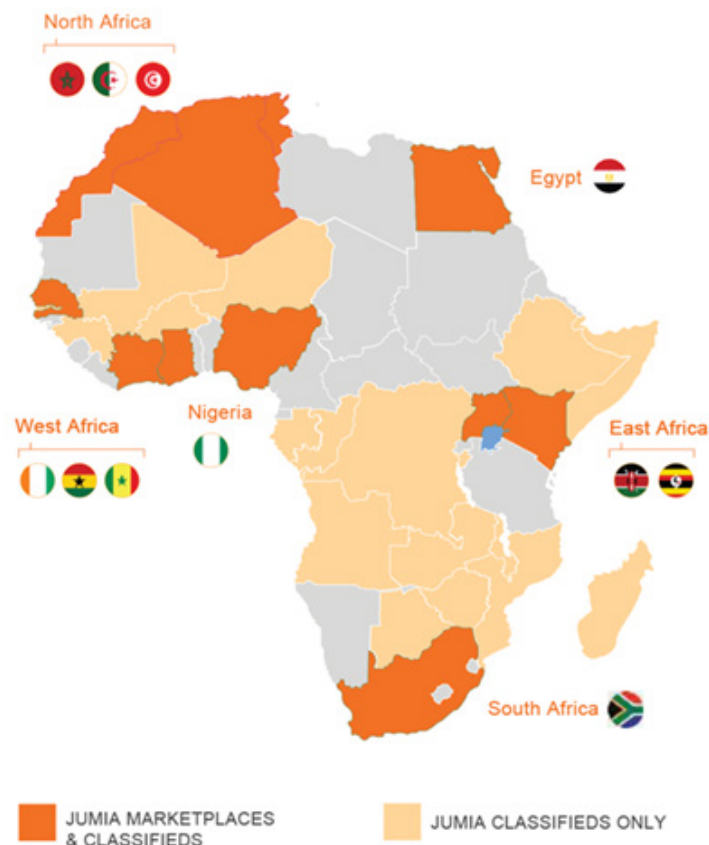 North Africa
Egypt
West Africa
Nigeria
East Africa
South Africa
JUMIA MARKETPLACES
& CLASSIFIEDS
JUMIA CLASSIFIEDS ONLY